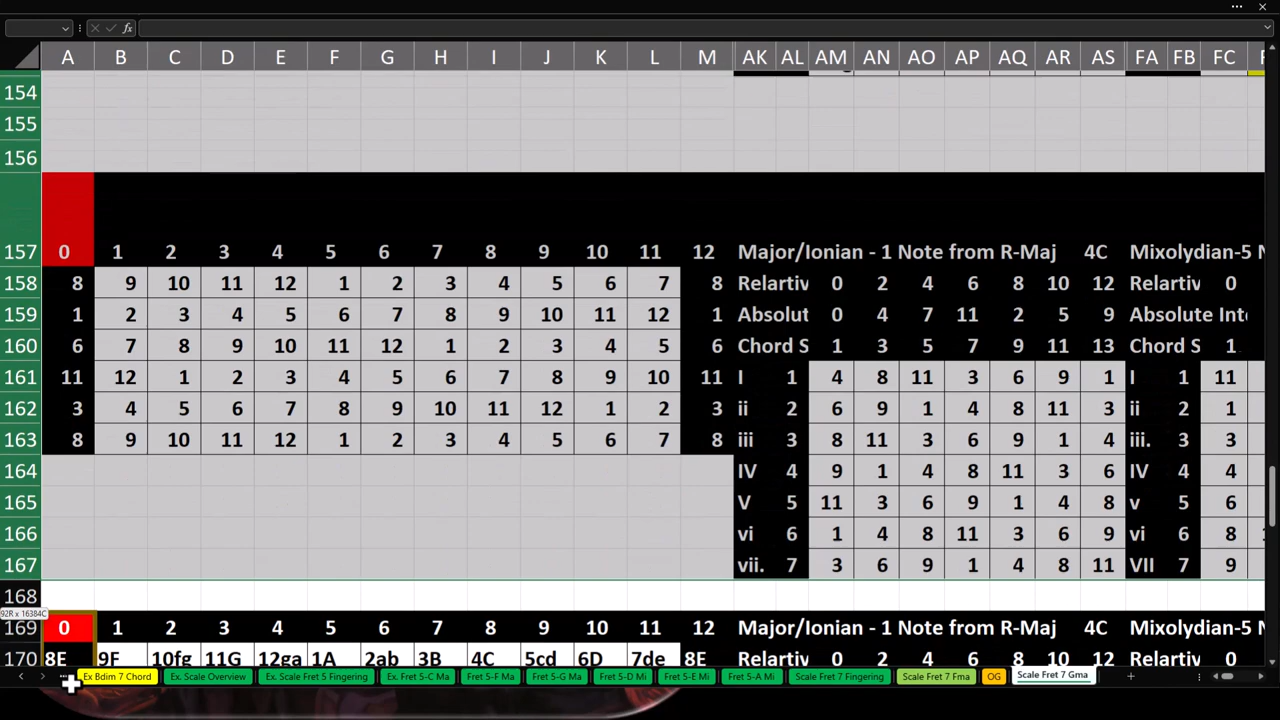 fx
A B C D E F G H I J K L M AK AL AM AN AO AP AQ AR AS FA FB FC
154
155
156
157 0 1 2 3 4 5 6 7 8 9 10 11 12 Major/Ionian - 1 Note from R-Maj 4C Mixolydian-5 N
158 8 9 10 11 12 1 2 3 4 5 6 7 8 Relartiv 0 2 4 6 8 10 12 Relartiv 0
159 1 2 3 4 5 6 7 8 9 10 11 12 1 Absolut 0 4 7 11 2 5 9 Absolute Inte
160 6 7 8 9 10 11 12 1 2 3 4 5 6 Chord S 1 3 5 7 9 11 13 Chord S 1
161 11 12 1 2 3 4 5 6 7 8 9 10 11 I 1 4 8 11 3 6 9 1 I 1 11
162 3 4 5 6 7 8 9 10 11 12 1 2 3 ii 2 6 9 1 4 8 11 3 ii 2 1
163 8 9 10 11 12 1 2 3 4 5 6 7 8 iii 3 8 11 3 6 9 1 4 iii. 3 3
164 IV 4 9 1 4 8 11 3 6 IV 4 4
165 V 5 11 3 6 9 1 4 8 v 5 6
166 vi 6 1 4 8 11 3 6 9 vi 6 8
167 vii. 7 3 6 9 1 4 8 11 VII 7 9
168
92R x 16384C
169 0 1 2 3 4 5 6 7 8 9 10 11 12 Major/Ionian - 1 Note from R-Maj 4C Mixolydian-5 N
170 8E 9F 10fg 11G 12ga 1A 2ab 3B 4C 5cd 6D 7de 8E Relartiv 0 2 4 6 8 10 12 Relartiv 0
Ex Bdim 7 Chord Ex. Scale Overview Ex. Scale Fret 5 Fingering Ex. Fret 5-C Ma Fret 5-F Ma Fret 5-G Ma Fret 5-D Mi Fret 5-E Mi Fret 5-A Mi Scale Fret 7 Fingering Scale Fret 7 Fma OG Scale Fret 7 Gma